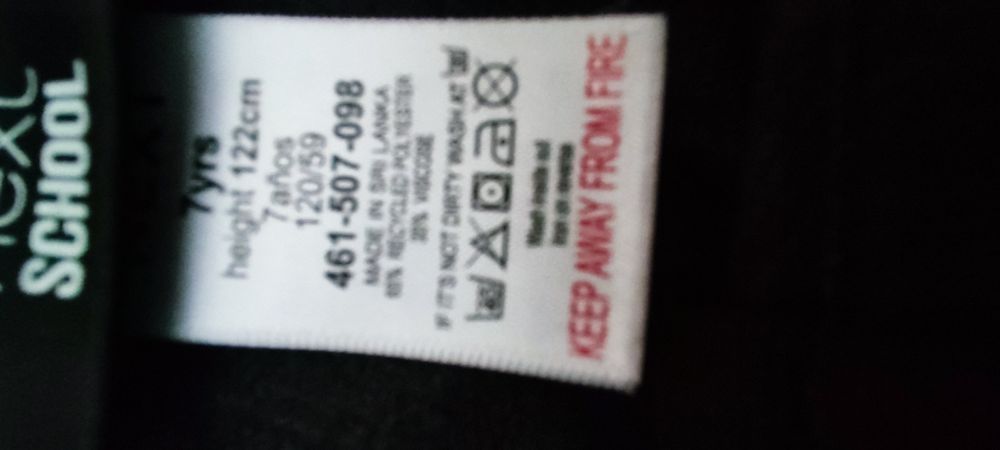 next
SCHOOL
7yrs
height 122cm
7años
120/59
461-507-098
MADE IN SRI LANKA
65% RECYCLED POLYESTER
35% VISCOSE
IF IT'S NOT DIRTY WASH AT
KEEP AWAY FROM FIRE